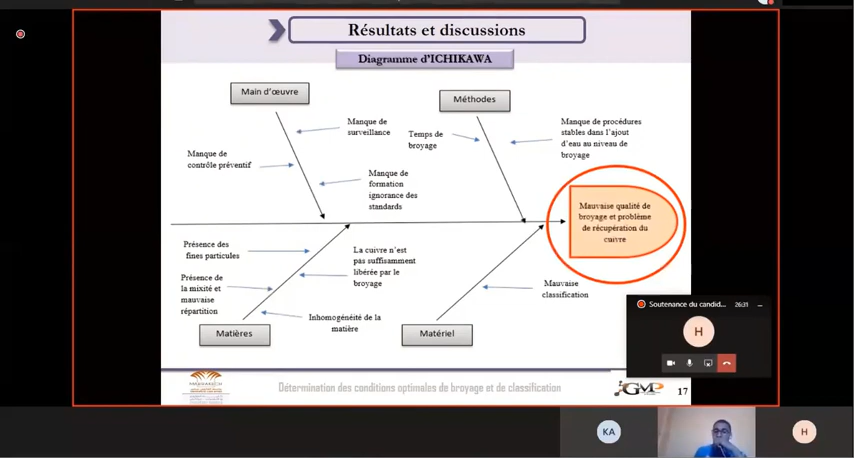 Résultats et discussions
Diagramme d'ICHIKAWA
Main d'œuvre
Méthodes
Manque de
surveillance
Temps de
broyage
Manque de procédures
stables dans l'ajout
d'eau au niveau de
broyage
Manque de
contrôle préventif
Manque de
formation
ignorance des
standards
Mauvaise qualité de
broyage et problème
de récupération du
cuivre
Présence des
fines particules
La cuivre n'est
pas suffisamment
libérée par le
broyage
Présence de
la mixité et
mauvaise
répartition
Mauvaise
classification
Inhomogénéité de la
matière
Matières
Matériel
Soutenance du candid...
26:31
H
Détermination des conditions optimales de broyage et de classification
GMP
17
KA
H